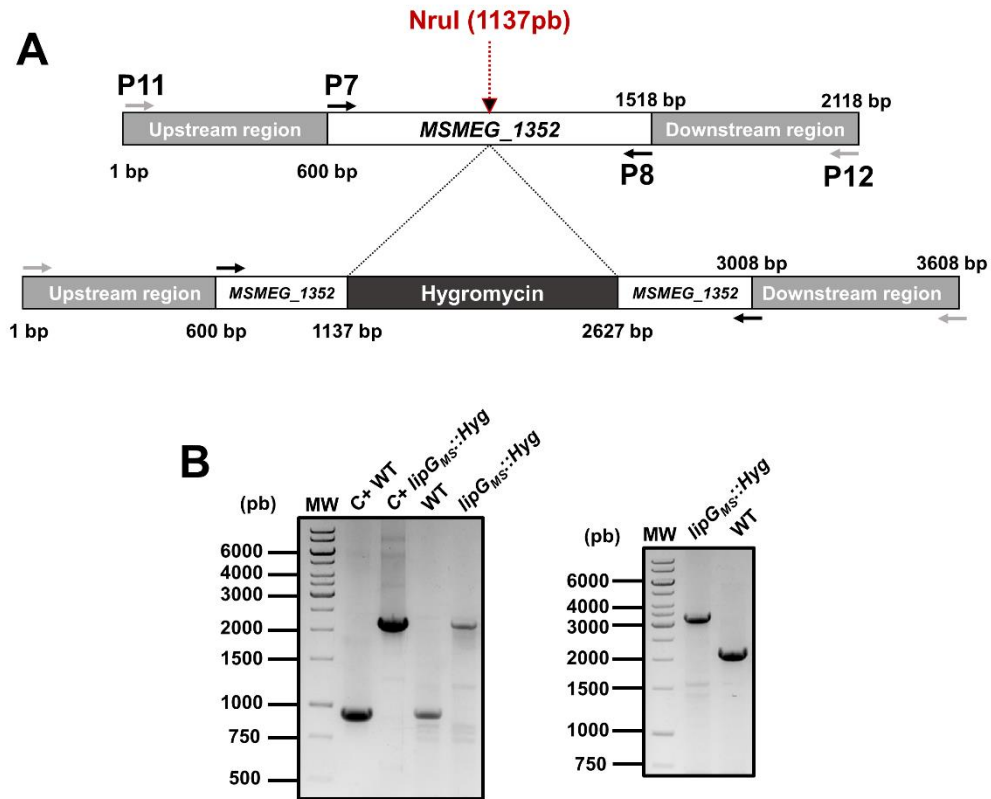 A
NruI (1137pb)
P11
P7
1518 bp
2118 bp
Upstream region
MSMEG_1352
Downstream region
1 bp
600 bp
P8
P12
3008 bp
3608 bp
Upstream region
MSMEG_1352
Hygromycin
MSMEG_1352
Downstream region
1 bp
600 bp
1137 bp
2627 bp
B
(pb)
MW
C+ WT
C+ lipGMS::Hyg
WT
lipGMS::Hyg
6000
4000
3000
2000
1500
1000
750
500
(pb)
MW
lipGMS::Hyg
WT
6000
4000
3000
2000
1500
1000
750